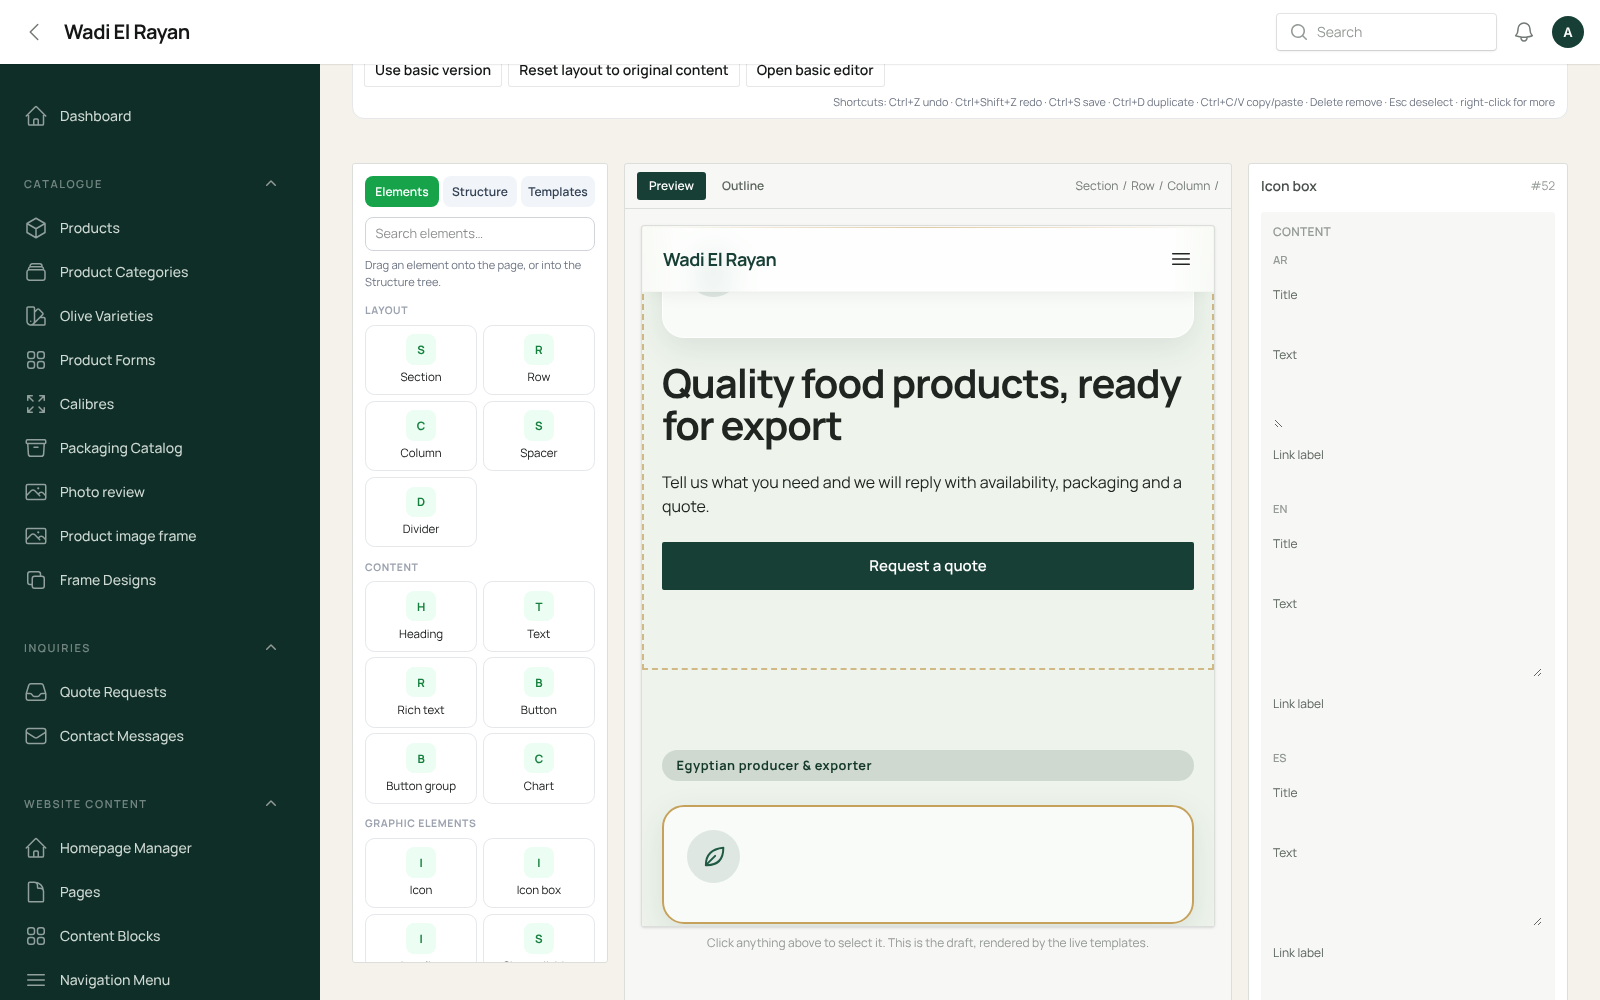 Wadi El Rayan
Search
A
Dashboard
CATALOGUE
Products
Product Categories
Olive Varieties
Product Forms
Calibres
Packaging Catalog
Photo review
Product image frame
Frame Designs
INQUIRIES
Quote Requests
Contact Messages
WEBSITE CONTENT
Homepage Manager
Pages
Content Blocks
Navigation Menu
Use basic version
Reset layout to original content
Open basic editor
Shortcuts: Ctrl+Z undo · Ctrl+Shift+Z redo · Ctrl+S save · Ctrl+D duplicate · Ctrl+C/V copy/paste · Delete remove · Esc deselect · right-click for more
Elements
Structure
Templates
Search elements…
Drag an element onto the page, or into the
Structure tree.
LAYOUT
S
Section
R
Row
C
Column
S
Spacer
D
Divider
CONTENT
H
Heading
T
Text
R
Rich text
B
Button
B
Button group
C
Chart
GRAPHIC ELEMENTS
I
Icon
I
Icon box
I
S
Preview
Outline
Section / Row / Column /
Wadi El Rayan
Quality food products, ready
for export
Tell us what you need and we will reply with availability, packaging and a
quote.
Request a quote
Egyptian producer & exporter
Click anything above to select it. This is the draft, rendered by the live templates.
Icon box
#52
CONTENT
AR
Title
Text
Link label
EN
Title
Text
Link label
ES
Title
Text
Link label